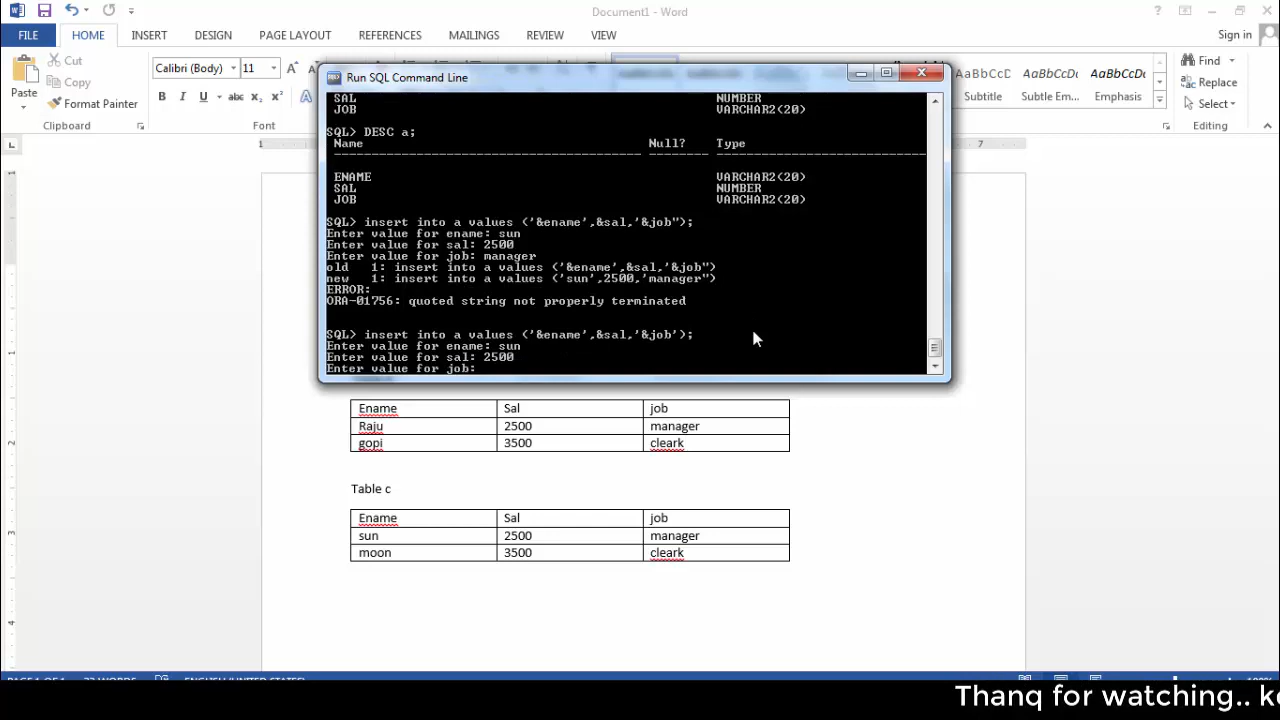 Document1 - Word
Sign in
FILE HOME INSERT DESIGN PAGE LAYOUT REFERENCES MAILINGS REVIEW VIEW
Cut
Copy
Format Painter
Paste
Clipboard
Calibri (Body) 11
B I U abc x₂ x²
Font
AaBbCcD AaBbCcDc AaBbCcDc
Subtitle Subtle Em... Emphasis
Find
Replace
Select
Editing
Run SQL Command Line
SAL NUMBER
JOB VARCHAR2(20)
SQL> DESC a;
Name Null? Type
ENAME VARCHAR2(20)
SAL NUMBER
JOB VARCHAR2(20)
SQL> insert into a values ('&ename',&sal,'&job");
Enter value for ename: sun
Enter value for sal: 2500
Enter value for job: manager
old 1: insert into a values ('&ename',&sal,'&job")
new 1: insert into a values ('sun',2500,'manager")
ERROR:
ORA-01756: quoted string not properly terminated
SQL> insert into a values ('&ename',&sal,'&job');
Enter value for ename: sun
Enter value for sal: 2500
Enter value for job:
Ename Sal job
Raju 2500 manager
gopi 3500 cleark
Table c
Ename Sal job
sun 2500 manager
moon 3500 cleark
Thanq for watching..